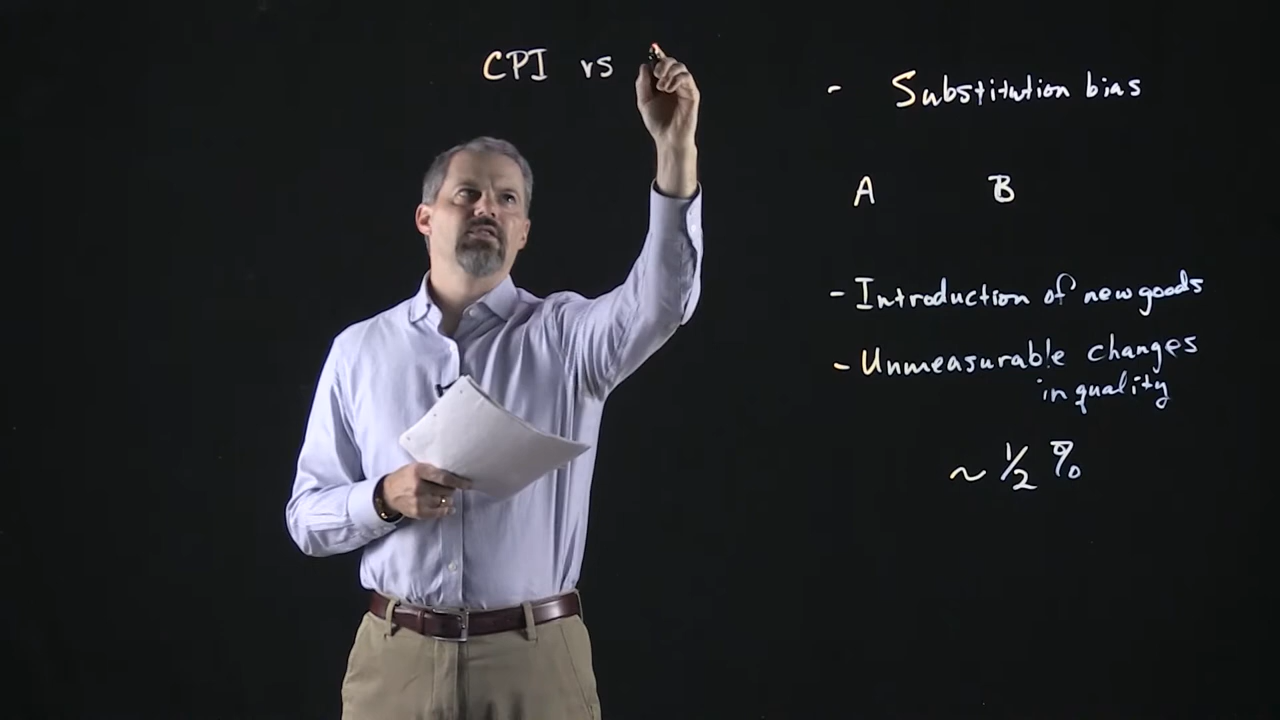 CPI vs
- Substitution bias
A B
- Introduction of new goods
- Unmeasurable changes
in quality
~ 1/2 %